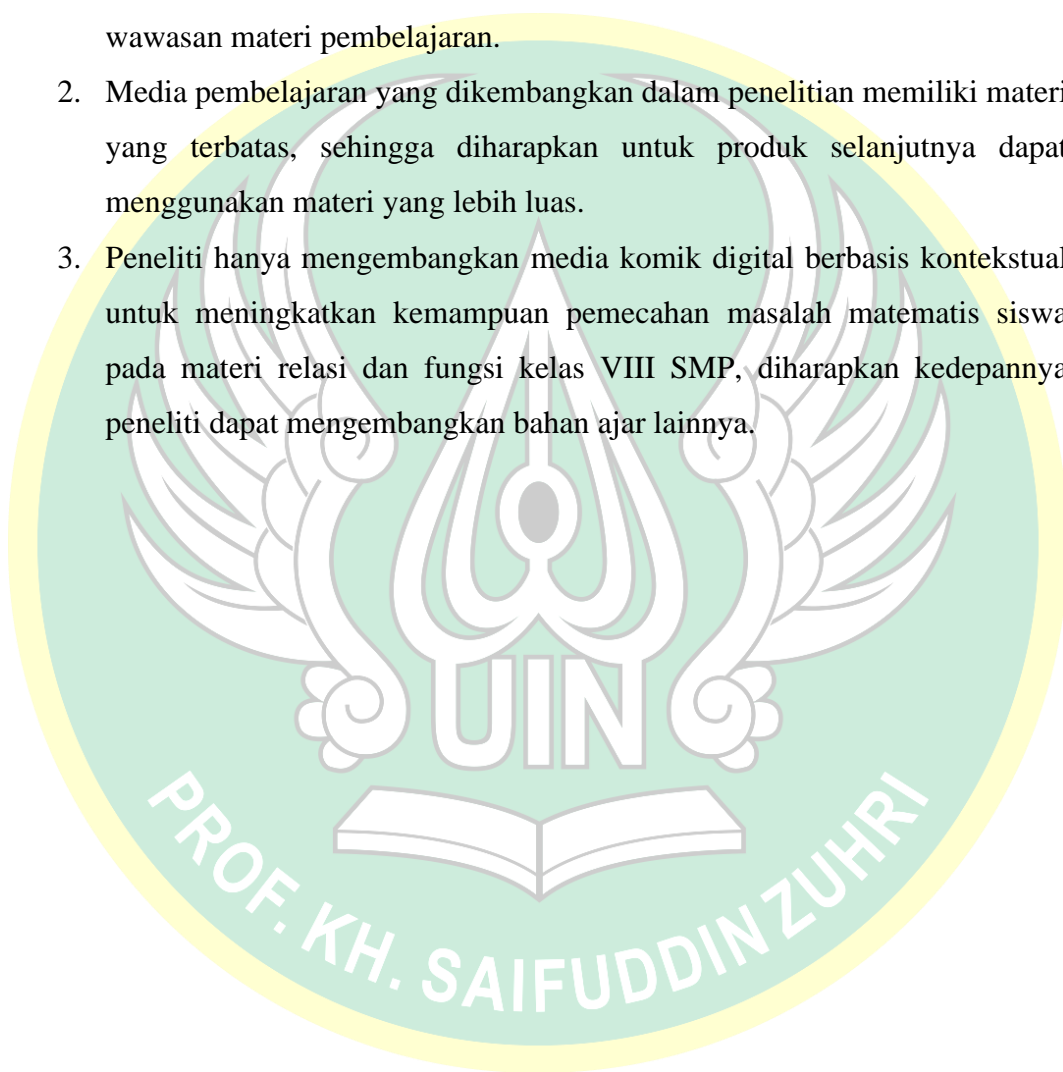 wawasan materi pembelajaran.
2. Media pembelajaran yang dikembangkan dalam penelitian memiliki materi
yang terbatas, sehingga diharapkan untuk produk selanjutnya dapat
menggunakan materi yang lebih luas.
3. Peneliti hanya mengembangkan media komik digital berbasis kontekstual
untuk meningkatkan kemampuan pemecahan masalah matematis siswa
pada materi relasi dan fungsi kelas VIII SMP, diharapkan kedepannya
peneliti dapat mengembangkan bahan ajar lainnya.
UIN
PROF. KH. SAIFUDDIN ZUHRI